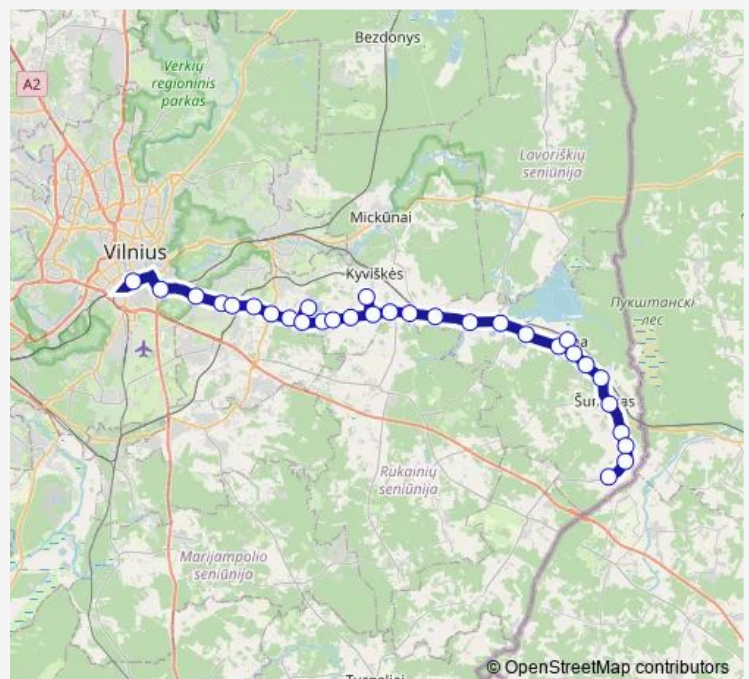 Bezdonys
Verkių
regioninis
parkas
A2
Lavoriškių
seniūnija
Mickūnai
Vilnius
Kyviškės
Пукштанскі
лес
Rukainių
seniūnija
Marijampolio
seniūnija
© OpenStreetMap contributors